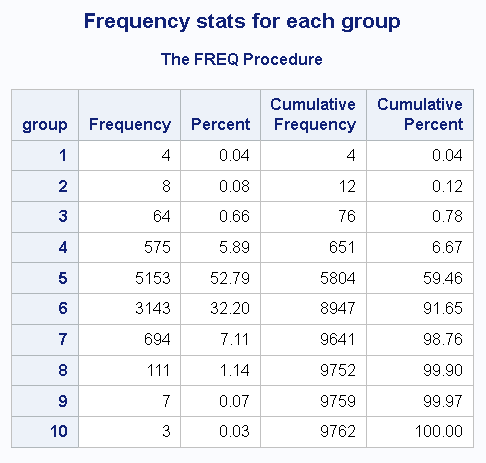 Frequency stats for each group
The FREQ Procedure
group Frequency Percent Cumulative Frequency Cumulative Percent
1 4 0.04 4 0.04
2 8 0.08 12 0.12
3 64 0.66 76 0.78
4 575 5.89 651 6.67
5 5153 52.79 5804 59.46
6 3143 32.20 8947 91.65
7 694 7.11 9641 98.76
8 111 1.14 9752 99.90
9 7 0.07 9759 99.97
10 3 0.03 9762 100.00